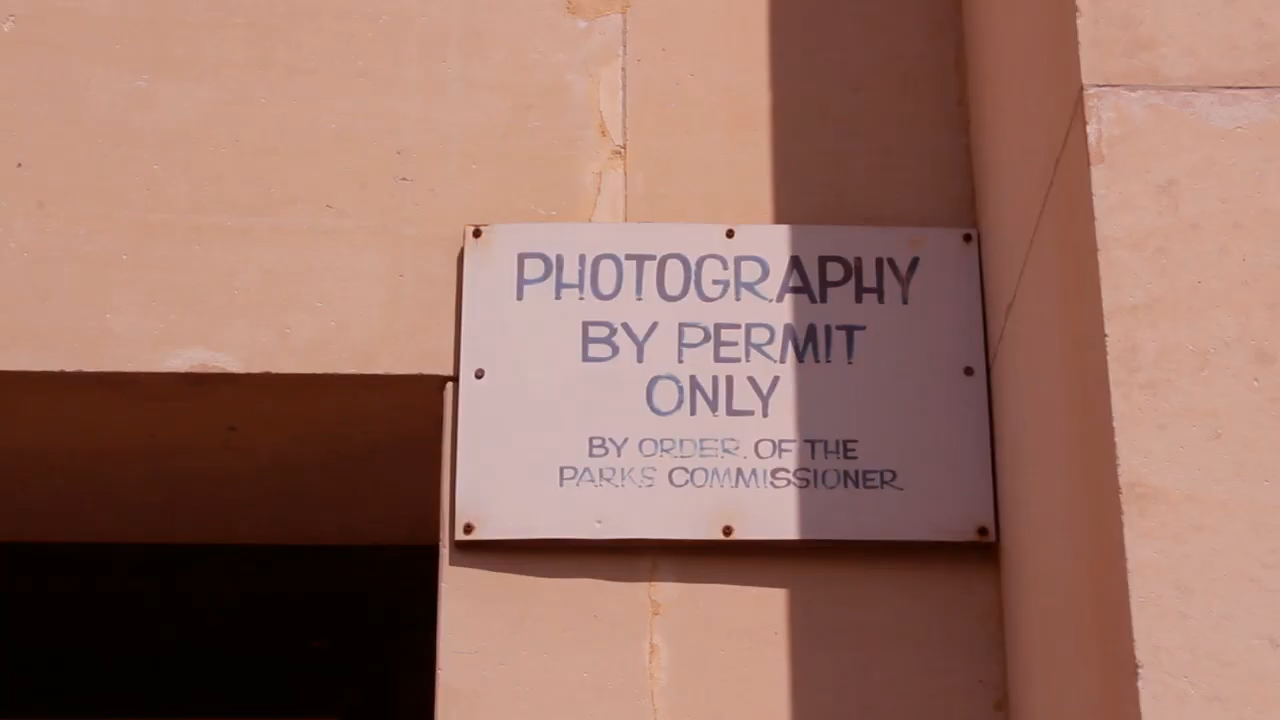 PHOTOGRAPHY
BY PERMIT
ONLY
BY ORDER OF THE
PARKS COMMISSIONER